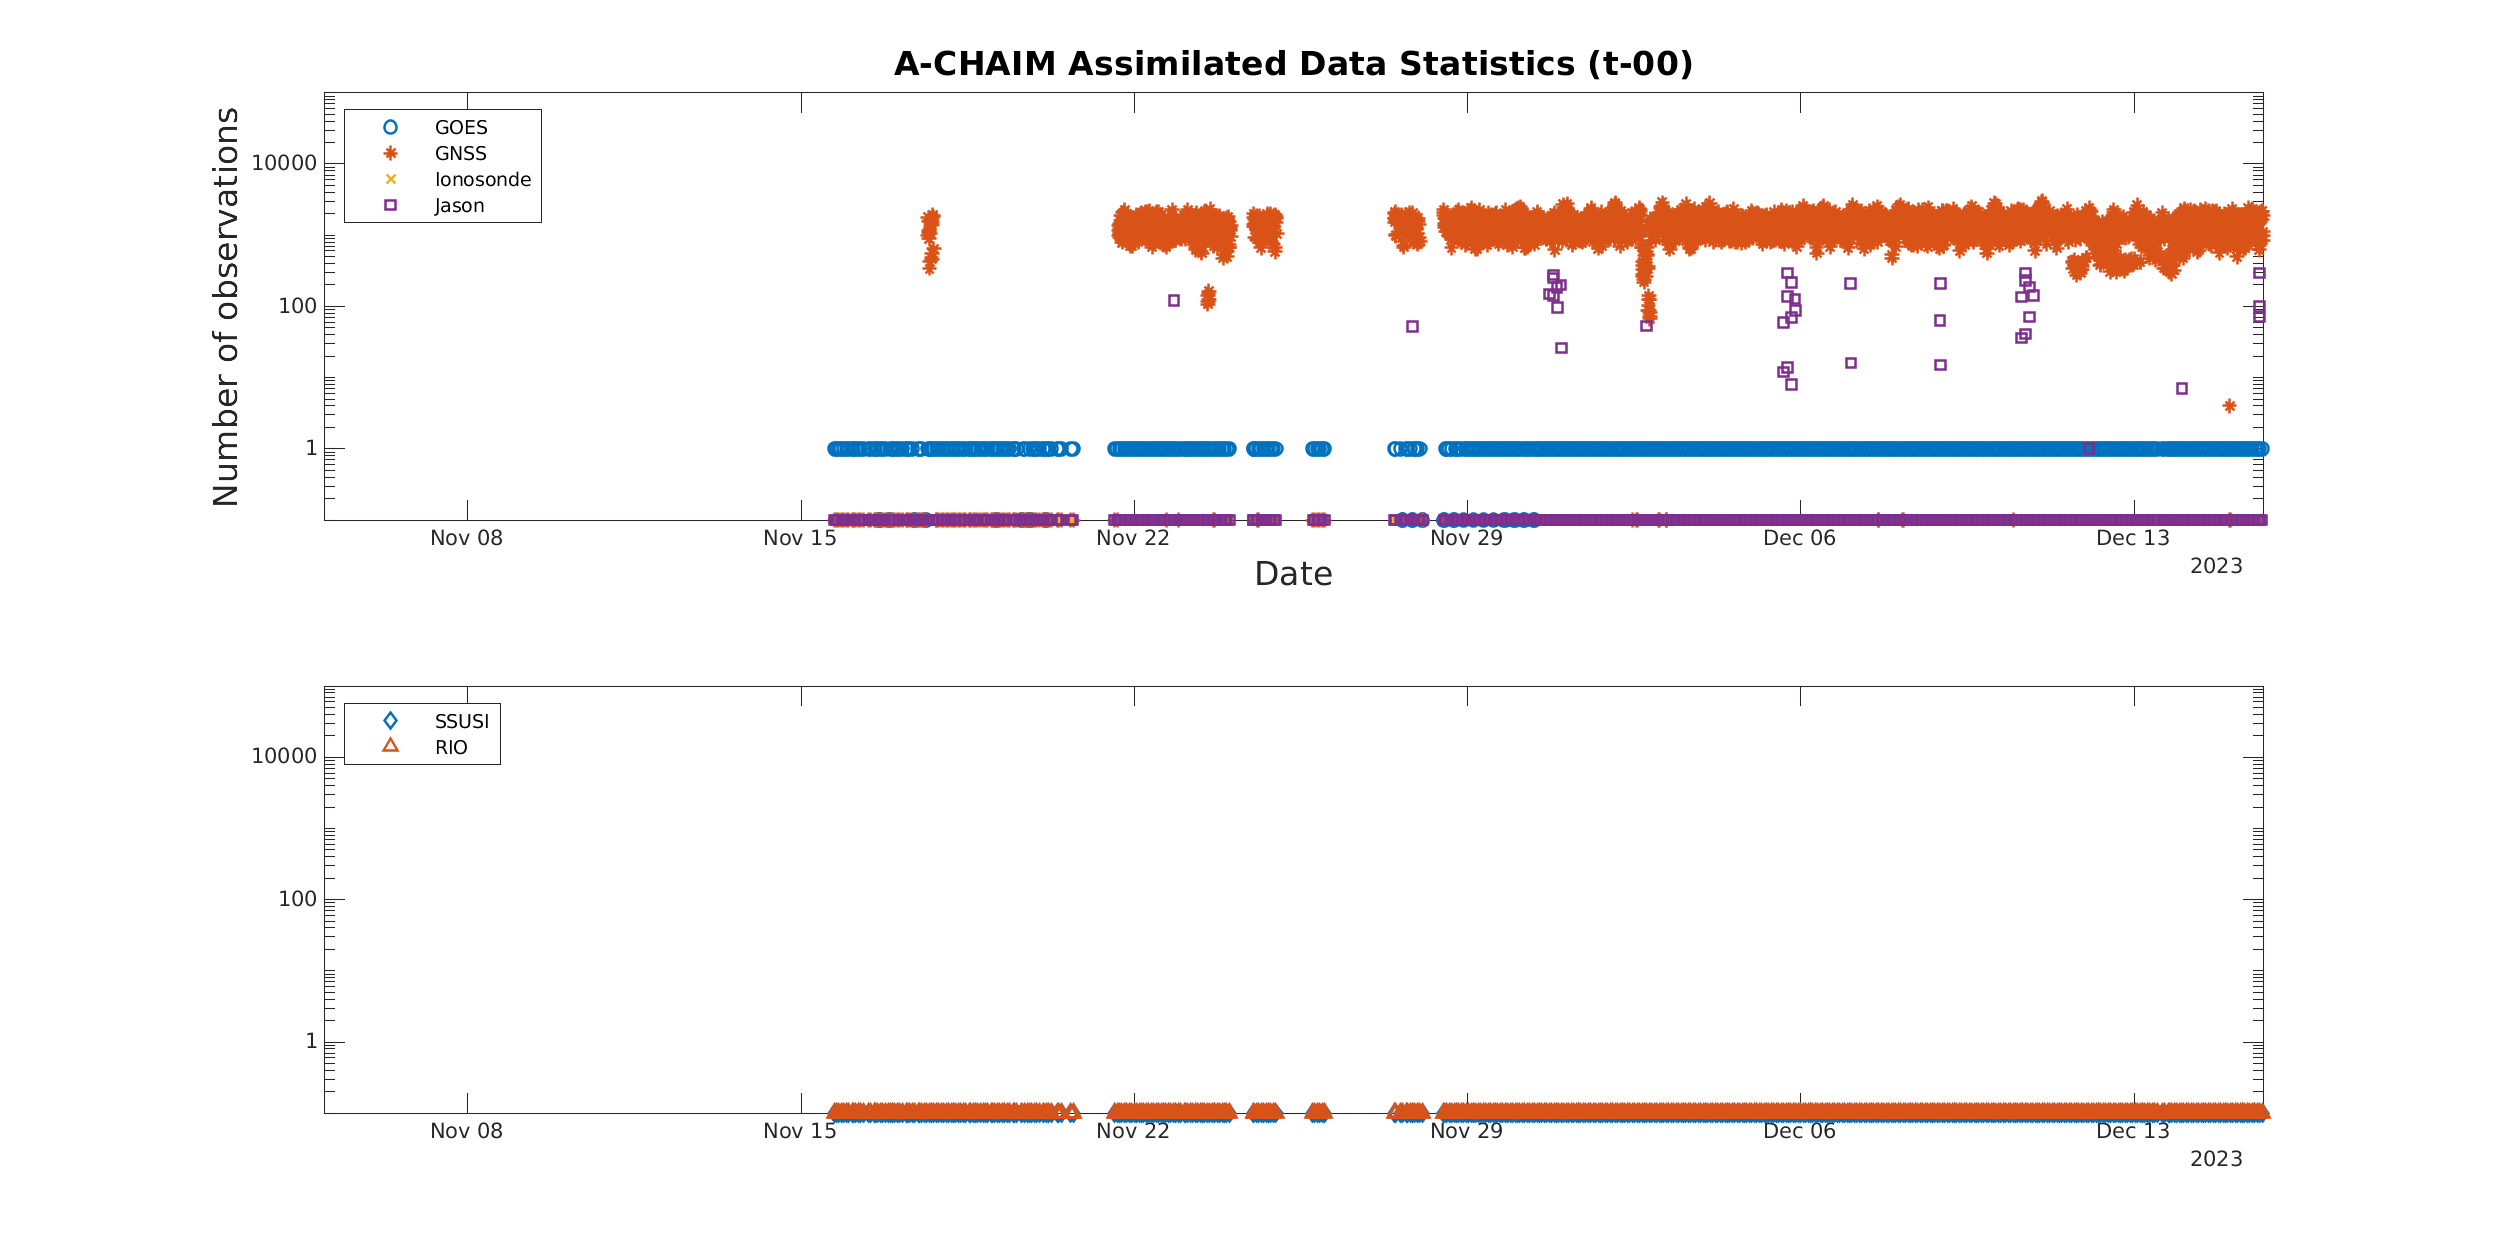 A-CHAIM Assimilated Data Statistics (t-00)
Number of observations
GOES
GNSS
Ionosonde
Jason
10000
100
1
Nov 08 Nov 15 Nov 22 Nov 29 Dec 06 Dec 13
2023
Date
SSUSI
RIO
10000
100
1
Nov 08 Nov 15 Nov 22 Nov 29 Dec 06 Dec 13
2023